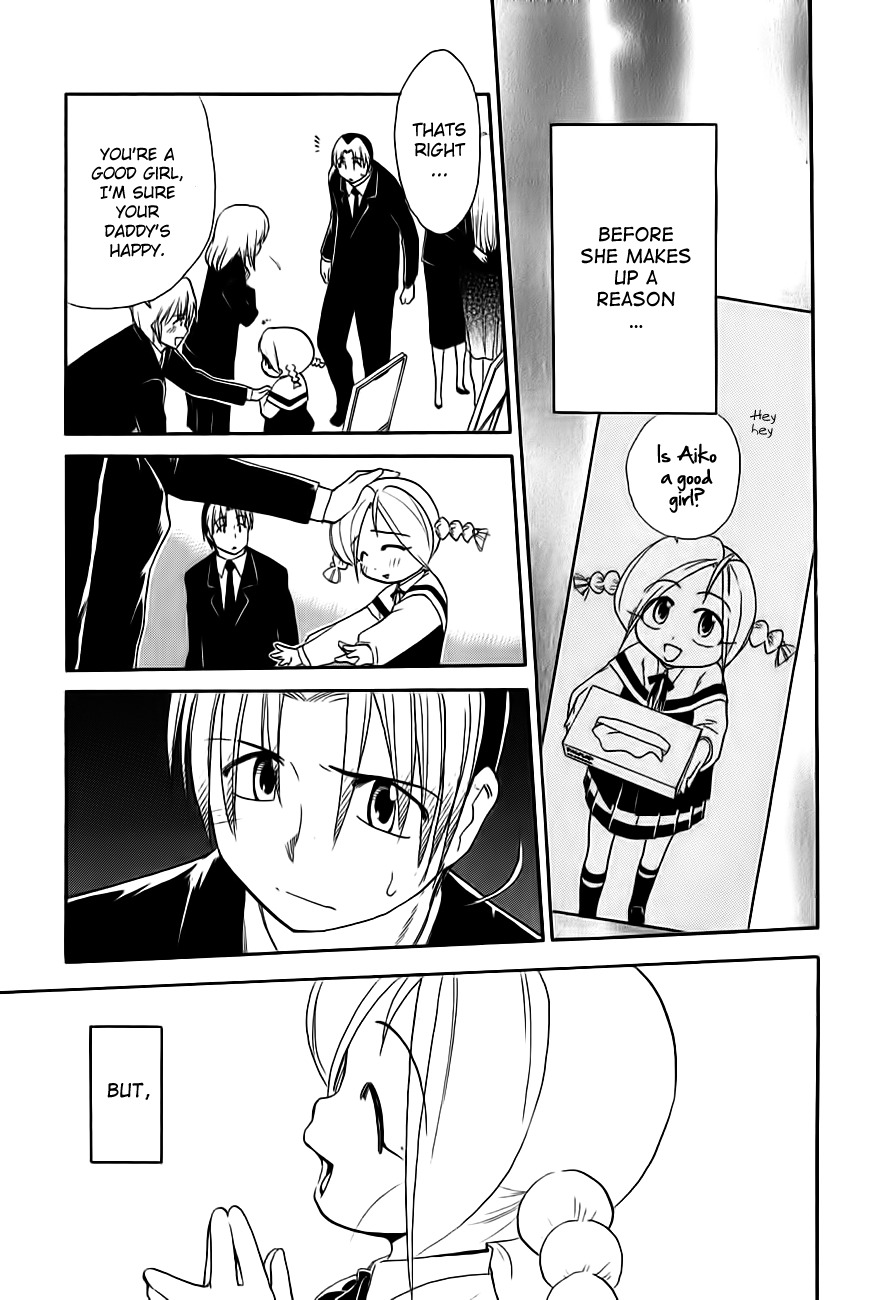 BEFORE
SHE MAKES
UP A
REASON
...
Hey
hey
Is Aiko
a good
girl?
THATS
RIGHT
...
YOU'RE A
GOOD GIRL,
I'M SURE
YOUR
DADDY'S
HAPPY.
BUT,